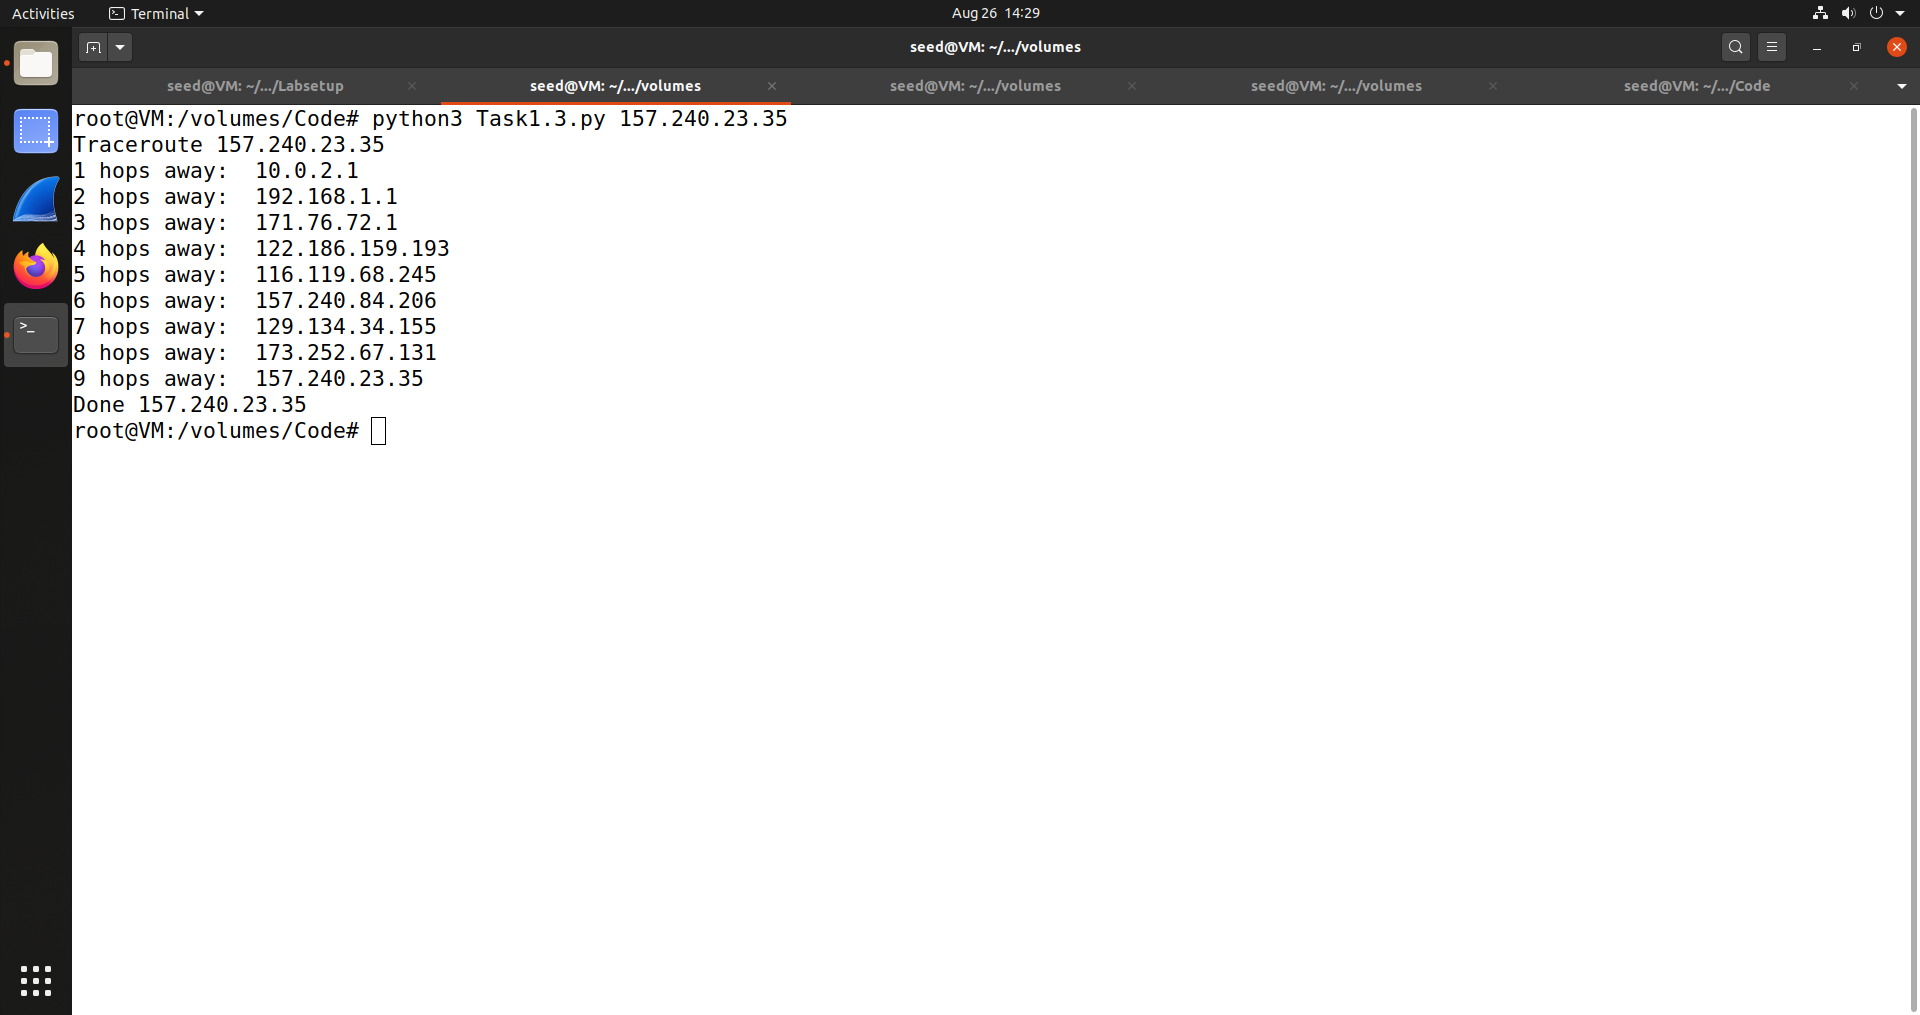 Activities Terminal Aug 26 14:29
seed@VM: ~/.../volumes
seed@VM: ~/.../Labsetup seed@VM: ~/.../volumes seed@VM: ~/.../volumes seed@VM: ~/.../volumes seed@VM: ~/.../Code
root@VM:/volumes/Code# python3 Task1.3.py 157.240.23.35
Traceroute 157.240.23.35
1 hops away:  10.0.2.1
2 hops away:  192.168.1.1
3 hops away:  171.76.72.1
4 hops away:  122.186.159.193
5 hops away:  116.119.68.245
6 hops away:  157.240.84.206
7 hops away:  129.134.34.155
8 hops away:  173.252.67.131
9 hops away:  157.240.23.35
Done 157.240.23.35
root@VM:/volumes/Code#